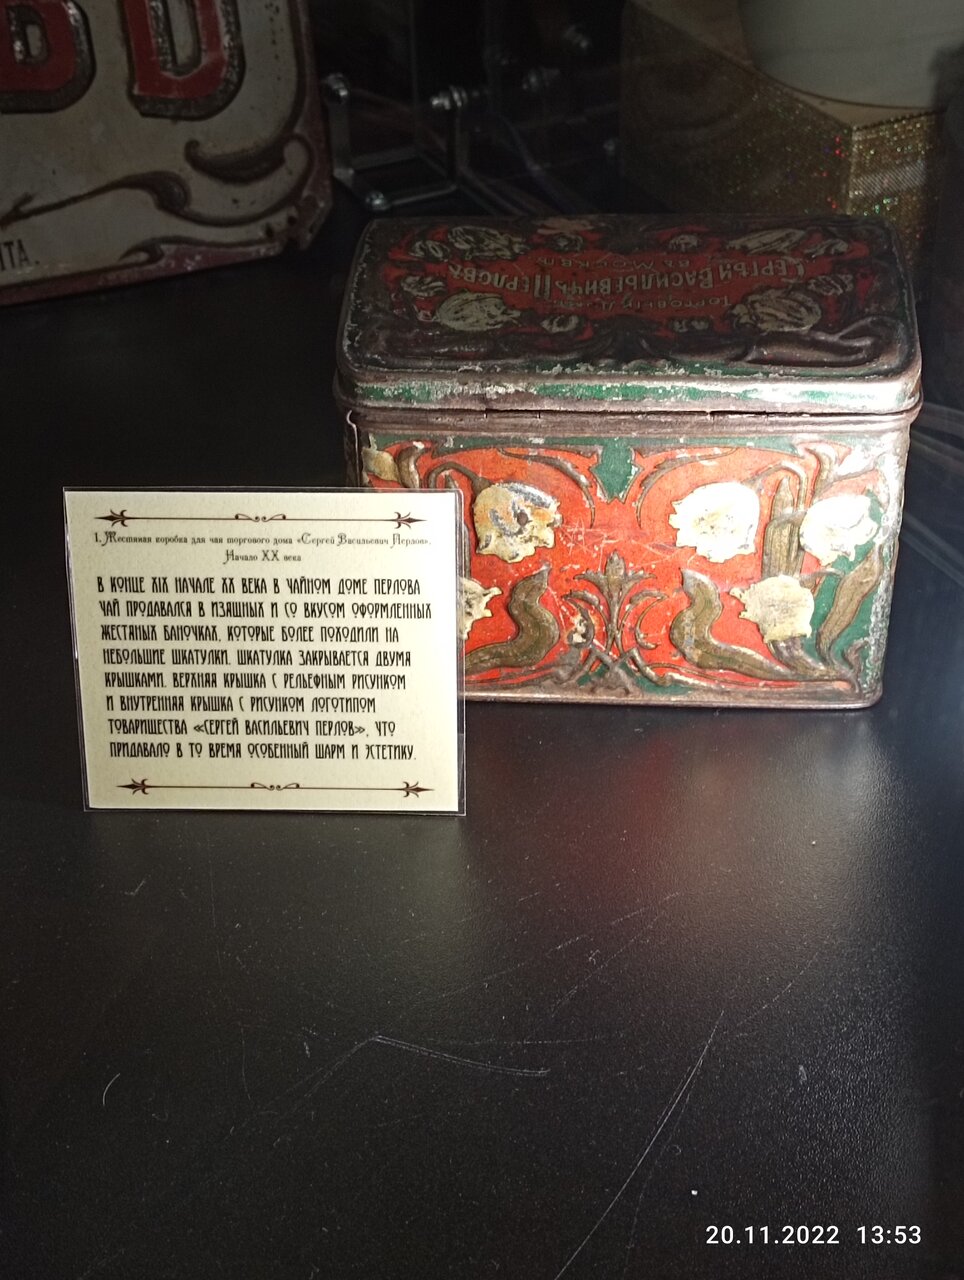 ВД
ITA.
ТОРГОВЫЙ ДОМЪ
СЕРГѢЙ ВАСИЛЬЕВИЧЪ ПЕРЛОВЪ
ВЪ МОСКВѢ
1. Жестяная коробка для чая торгового дома «Сергей Васильевич Перлов».
Начало XX века
В КОНЦЕ XIX НАЧАЛЕ XX ВЕКА В ЧАЙНОМ ДОМЕ ПЕРЛОВА
ЧАЙ ПРОДАВАЛСЯ В ИЗЯЩНЫХ И СО ВКУСОМ ОФОРМЛЕННЫХ
ЖЕСТЯНЫХ БАНОЧКАХ, КОТОРЫЕ БОЛЕЕ ПОХОДИЛИ НА
НЕБОЛЬШИЕ ШКАТУЛКИ. ШКАТУЛКА ЗАКРЫВАЕТСЯ ДВУМЯ
КРЫШКАМИ. ВЕРХНЯЯ КРЫШКА С РЕЛЬЕФНЫМ РИСУНКОМ
И ВНУТРЕННЯЯ КРЫШКА С РИСУНКОМ ЛОГОТИПОМ
ТОВАРИЩЕСТВА «СЕРГЕЙ ВАСИЛЬЕВИЧ ПЕРЛОВ», ЧТО
ПРИДАВАЛО В ТО ВРЕМЯ ОСОБЕННЫЙ ШАРМ И ЭСТЕТИКУ.
20.11.2022 13:53